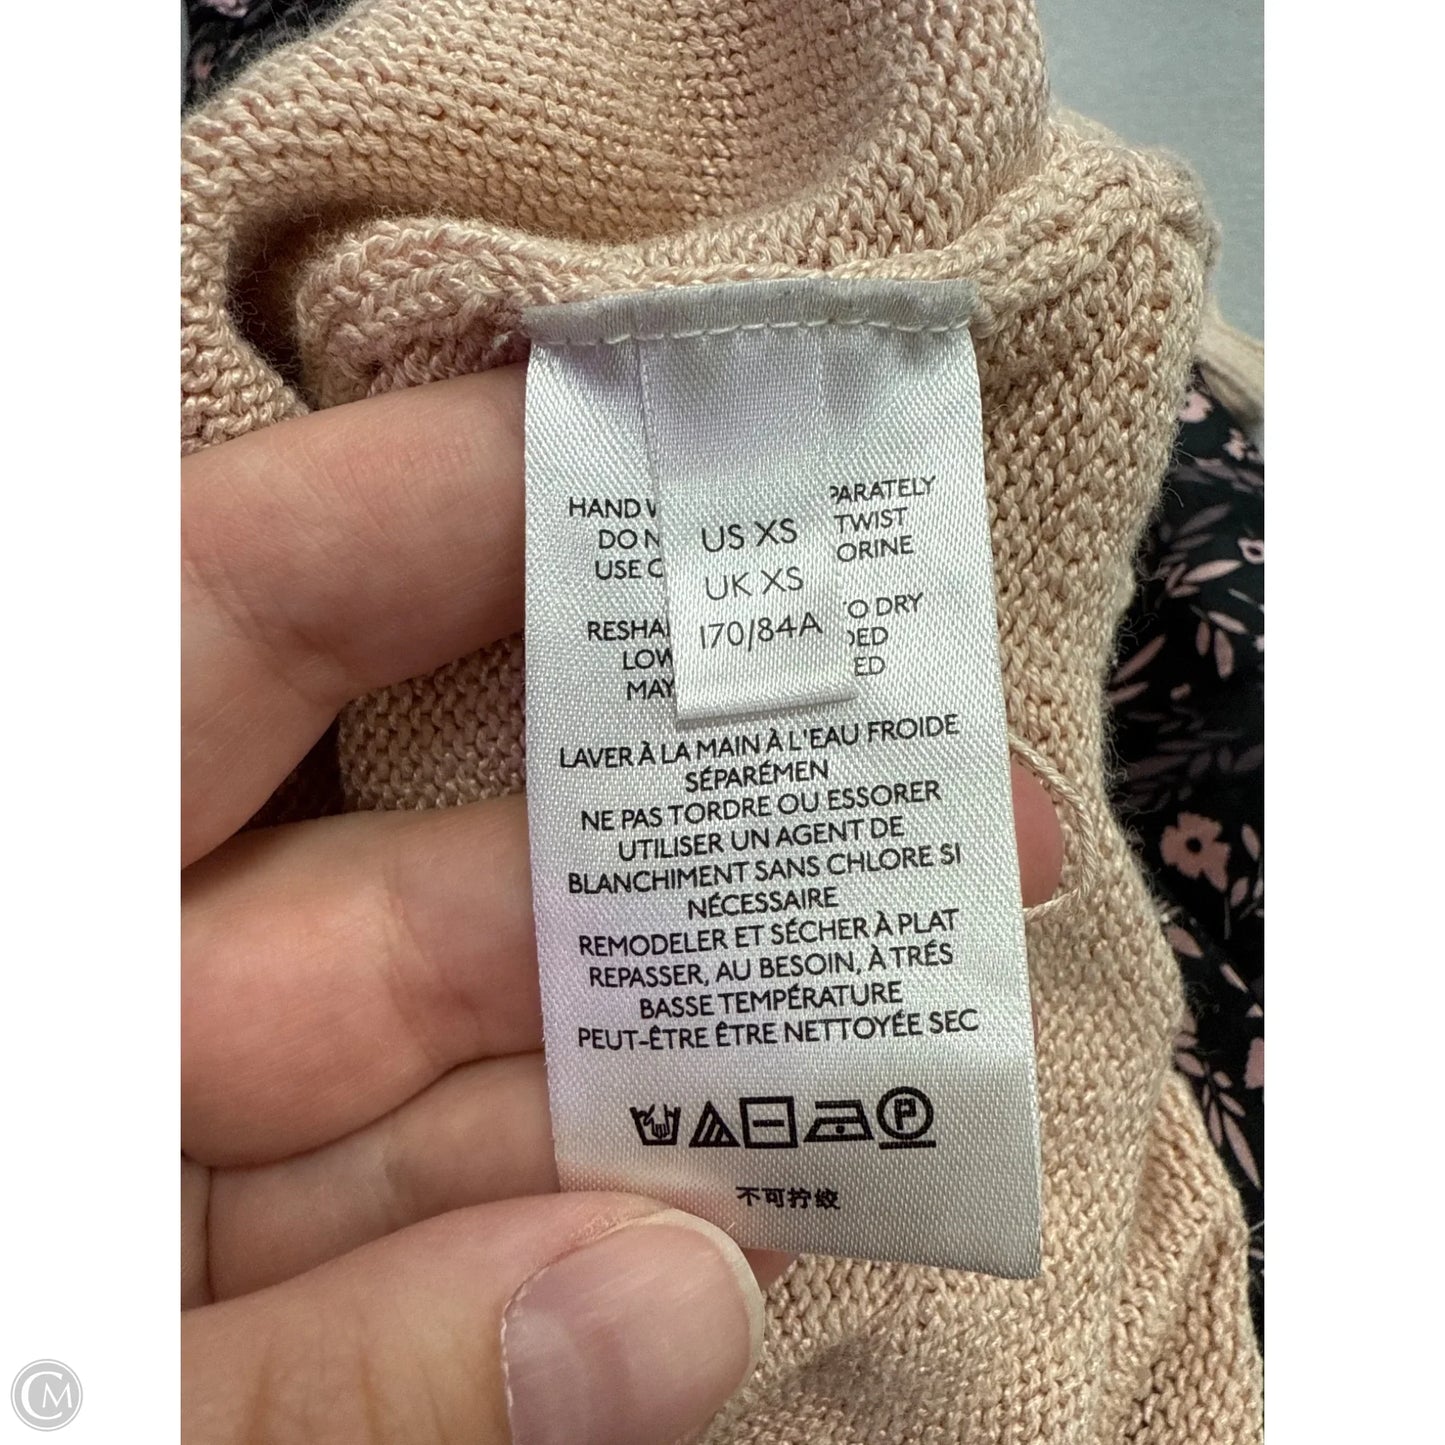 HAND
PARATELY
DO
TWIST
USE
ORINE
US XS
UK XS
170/84A
O DRY
DED
LOW
ED
MAY
LAVER À LA MAIN À L'EAU FROIDE
SÉPARÉMEN
NE PAS TORDRE OU ESSORER
UTILISER UN AGENT DE
BLANCHIMENT SANS CHLORE SI
NÉCESSAIRE
REMODELER ET SÉCHER À PLAT
REPASSER, AU BESOIN, À TRÉS
BASSE TEMPÉRATURE
PEUT-ÊTRE ÊTRE NETTOYÉE SEC
P
不可拧绞
CM